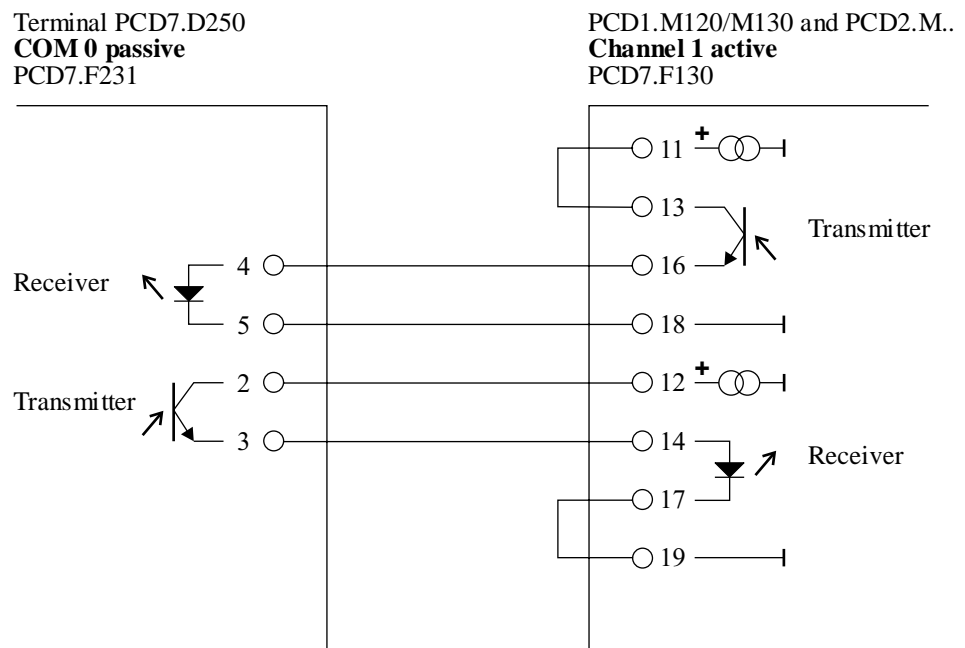 Terminal PCD7.D250
COM 0 passive
PCD7.F231
PCD1.M120/M130 and PCD2.M..
Channel 1 active
PCD7.F130
11 +
13
Transmitter
4
16
Receiver
5
18
2
12 +
Transmitter
3
14
Receiver
17
19